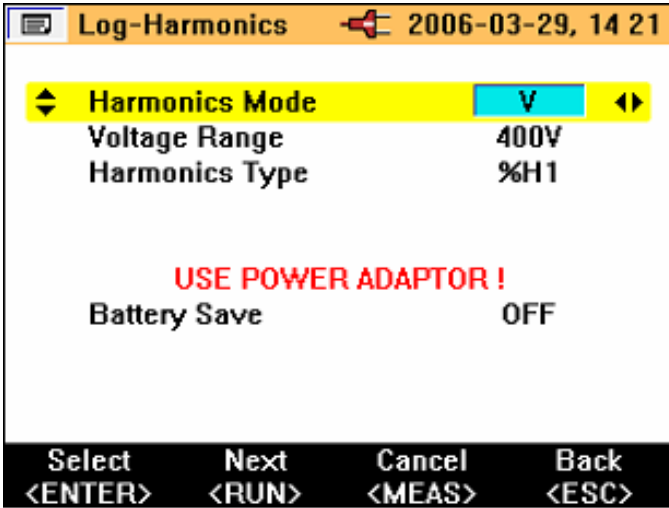 Log-Harmonics 2006-03-29, 14 21
Harmonics Mode V
Voltage Range 400V
Harmonics Type %H1
USE POWER ADAPTOR !
Battery Save OFF
Select Next Cancel Back
<ENTER> <RUN> <MEAS> <ESC>